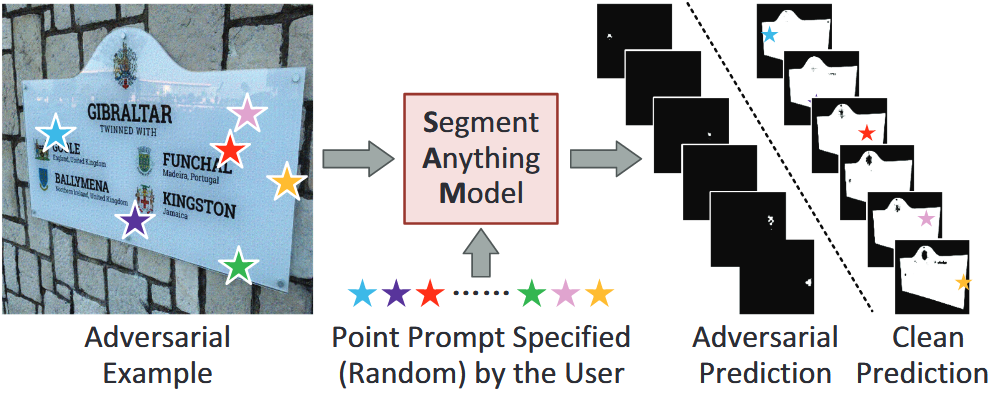 GIBRALTAR
TWINNED WITH
England, United Kingdom
BALLYMENA
Northern Ireland, United Kingdom
FUNCHAL
Madeira, Portugal
KINGSTON
Jamaica
Segment
Anything
Model
Adversarial
Example
Point Prompt Specified
(Random) by the User
Adversarial
Prediction
Clean
Prediction